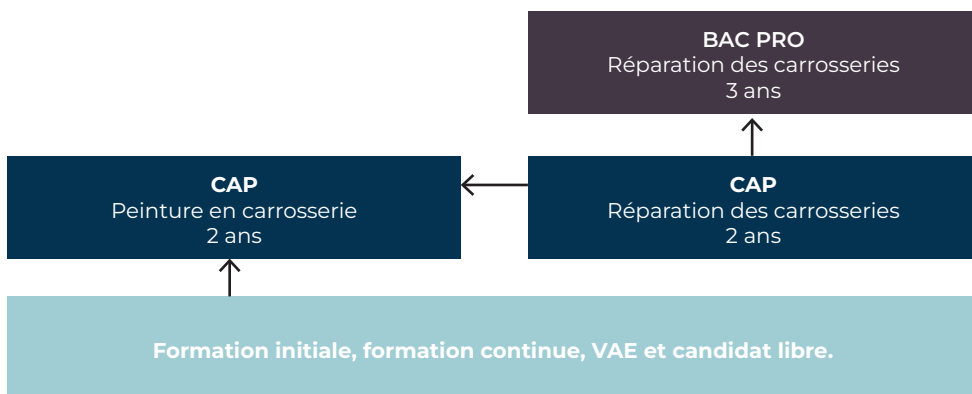 BAC PRO
Réparation des carrosseries
3 ans
CAP
Peinture en carrosserie
2 ans
CAP
Réparation des carrosseries
2 ans
Formation initiale, formation continue, VAE et candidat libre.